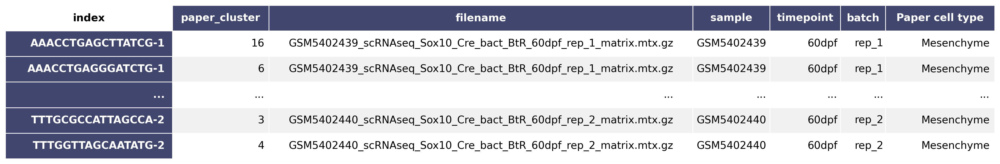 index paper_cluster filename sample timepoint batch Paper cell type
AAACCTGAGCTTATCG-1 16 GSM5402439_scRNAseq_Sox10_Cre_bact_BtR_60dpf_rep_1_matrix.mtx.gz GSM5402439 60dpf rep_1 Mesenchyme
AAACCTGAGGGATCTG-1 6 GSM5402439_scRNAseq_Sox10_Cre_bact_BtR_60dpf_rep_1_matrix.mtx.gz GSM5402439 60dpf rep_1 Mesenchyme
... ... ... ... ... ... ...
TTTGCGCCATTAGCCA-2 3 GSM5402440_scRNAseq_Sox10_Cre_bact_BtR_60dpf_rep_2_matrix.mtx.gz GSM5402440 60dpf rep_2 Mesenchyme
TTTGGTTAGCAATATG-2 4 GSM5402440_scRNAseq_Sox10_Cre_bact_BtR_60dpf_rep_2_matrix.mtx.gz GSM5402440 60dpf rep_2 Mesenchyme